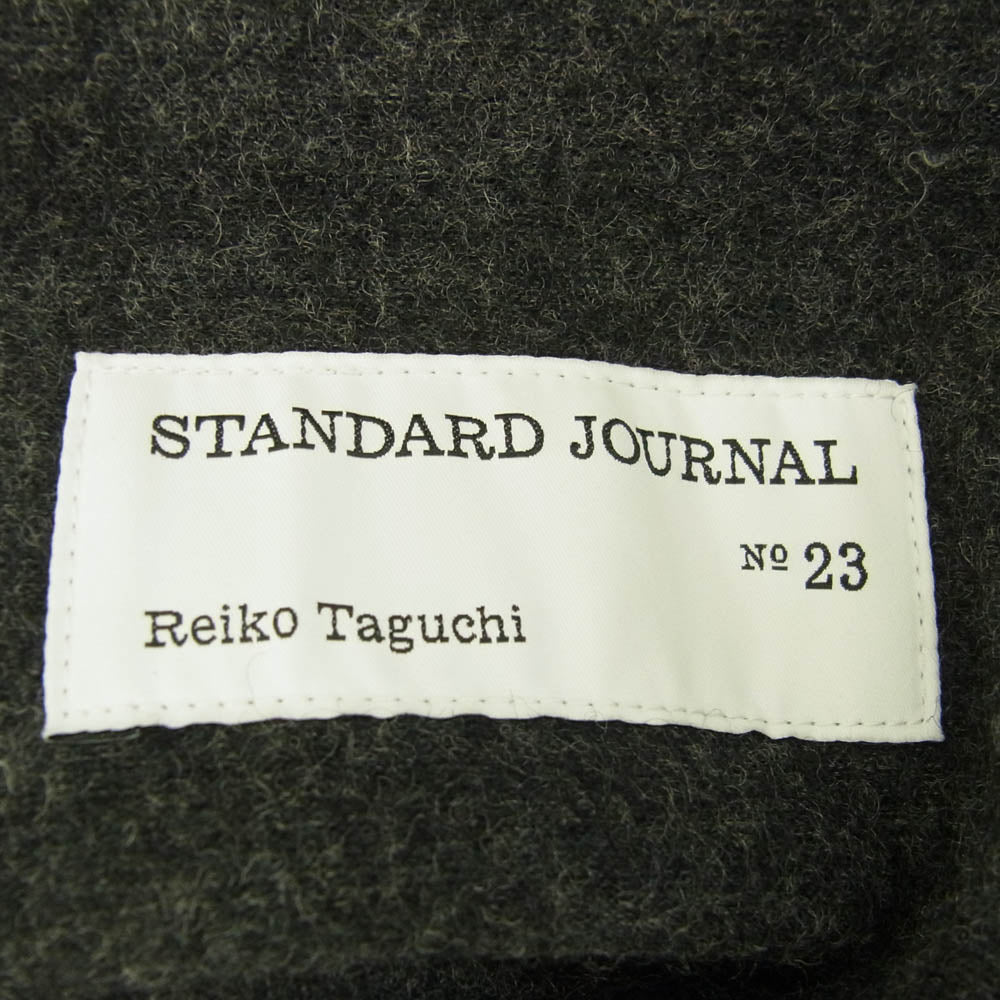 STANDARD JOURNAL
Nº 23
Reiko Taguchi